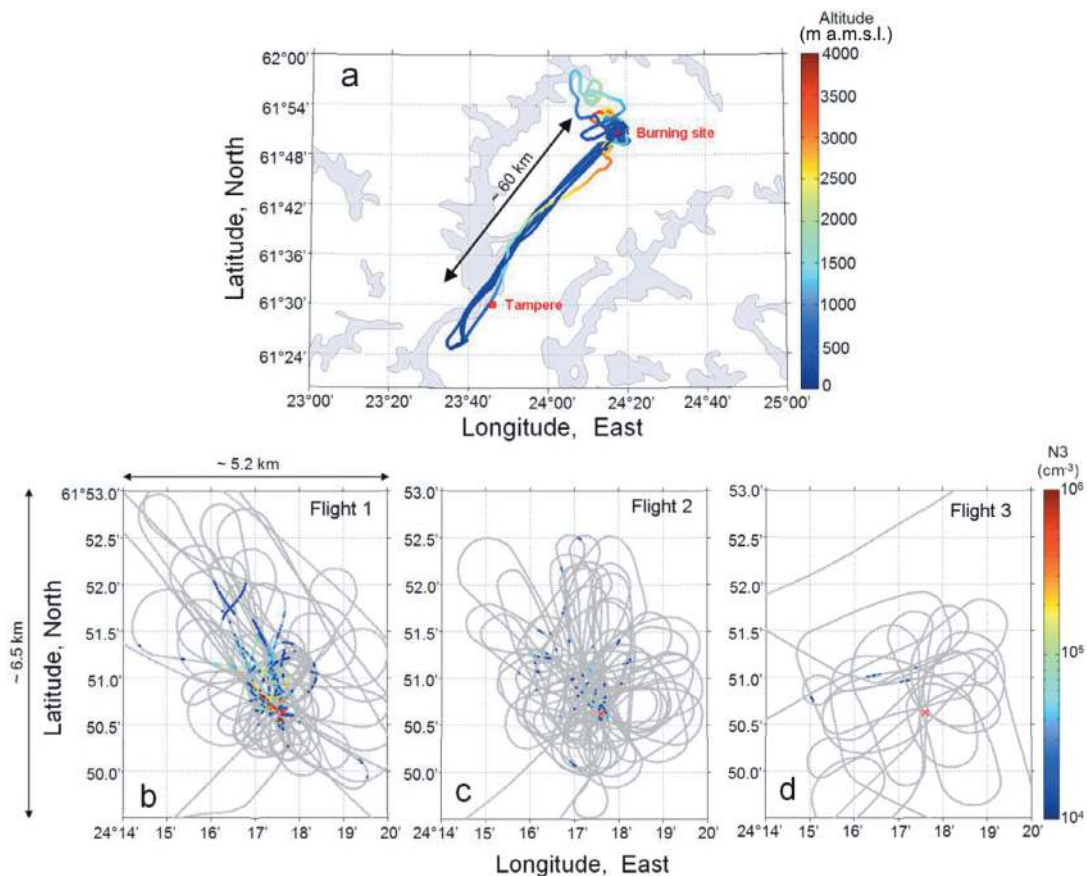 Altitude
(m a.m.s.l.)
a
62°00'
61°54'
61°48'
61°42'
61°36'
61°30'
61°24'
Latitude, North
~ 60 km
Burning site
Tampere
23°00' 23°20' 23°40' 24°00' 24°20' 24°40' 25°00'
Longitude, East
4000
3500
3000
2500
2000
1500
1000
500
0
~ 5.2 km
~ 6.5 km
Latitude, North
61°53.0'
52.5'
52.0'
51.5'
51.0'
50.5'
50.0'
Flight 1
b
24°14' 15' 16' 17' 18' 19' 20'
53.0'
52.5'
52.0'
51.5'
51.0'
50.5'
50.0'
Flight 2
c
24°14' 15' 16' 17' 18' 19' 20'
53.0'
52.5'
52.0'
51.5'
51.0'
50.5'
50.0'
Flight 3
d
24°14' 15' 16' 17' 18' 19' 20'
Longitude, East
N3
(cm⁻³)
10⁶
10⁵
10⁴